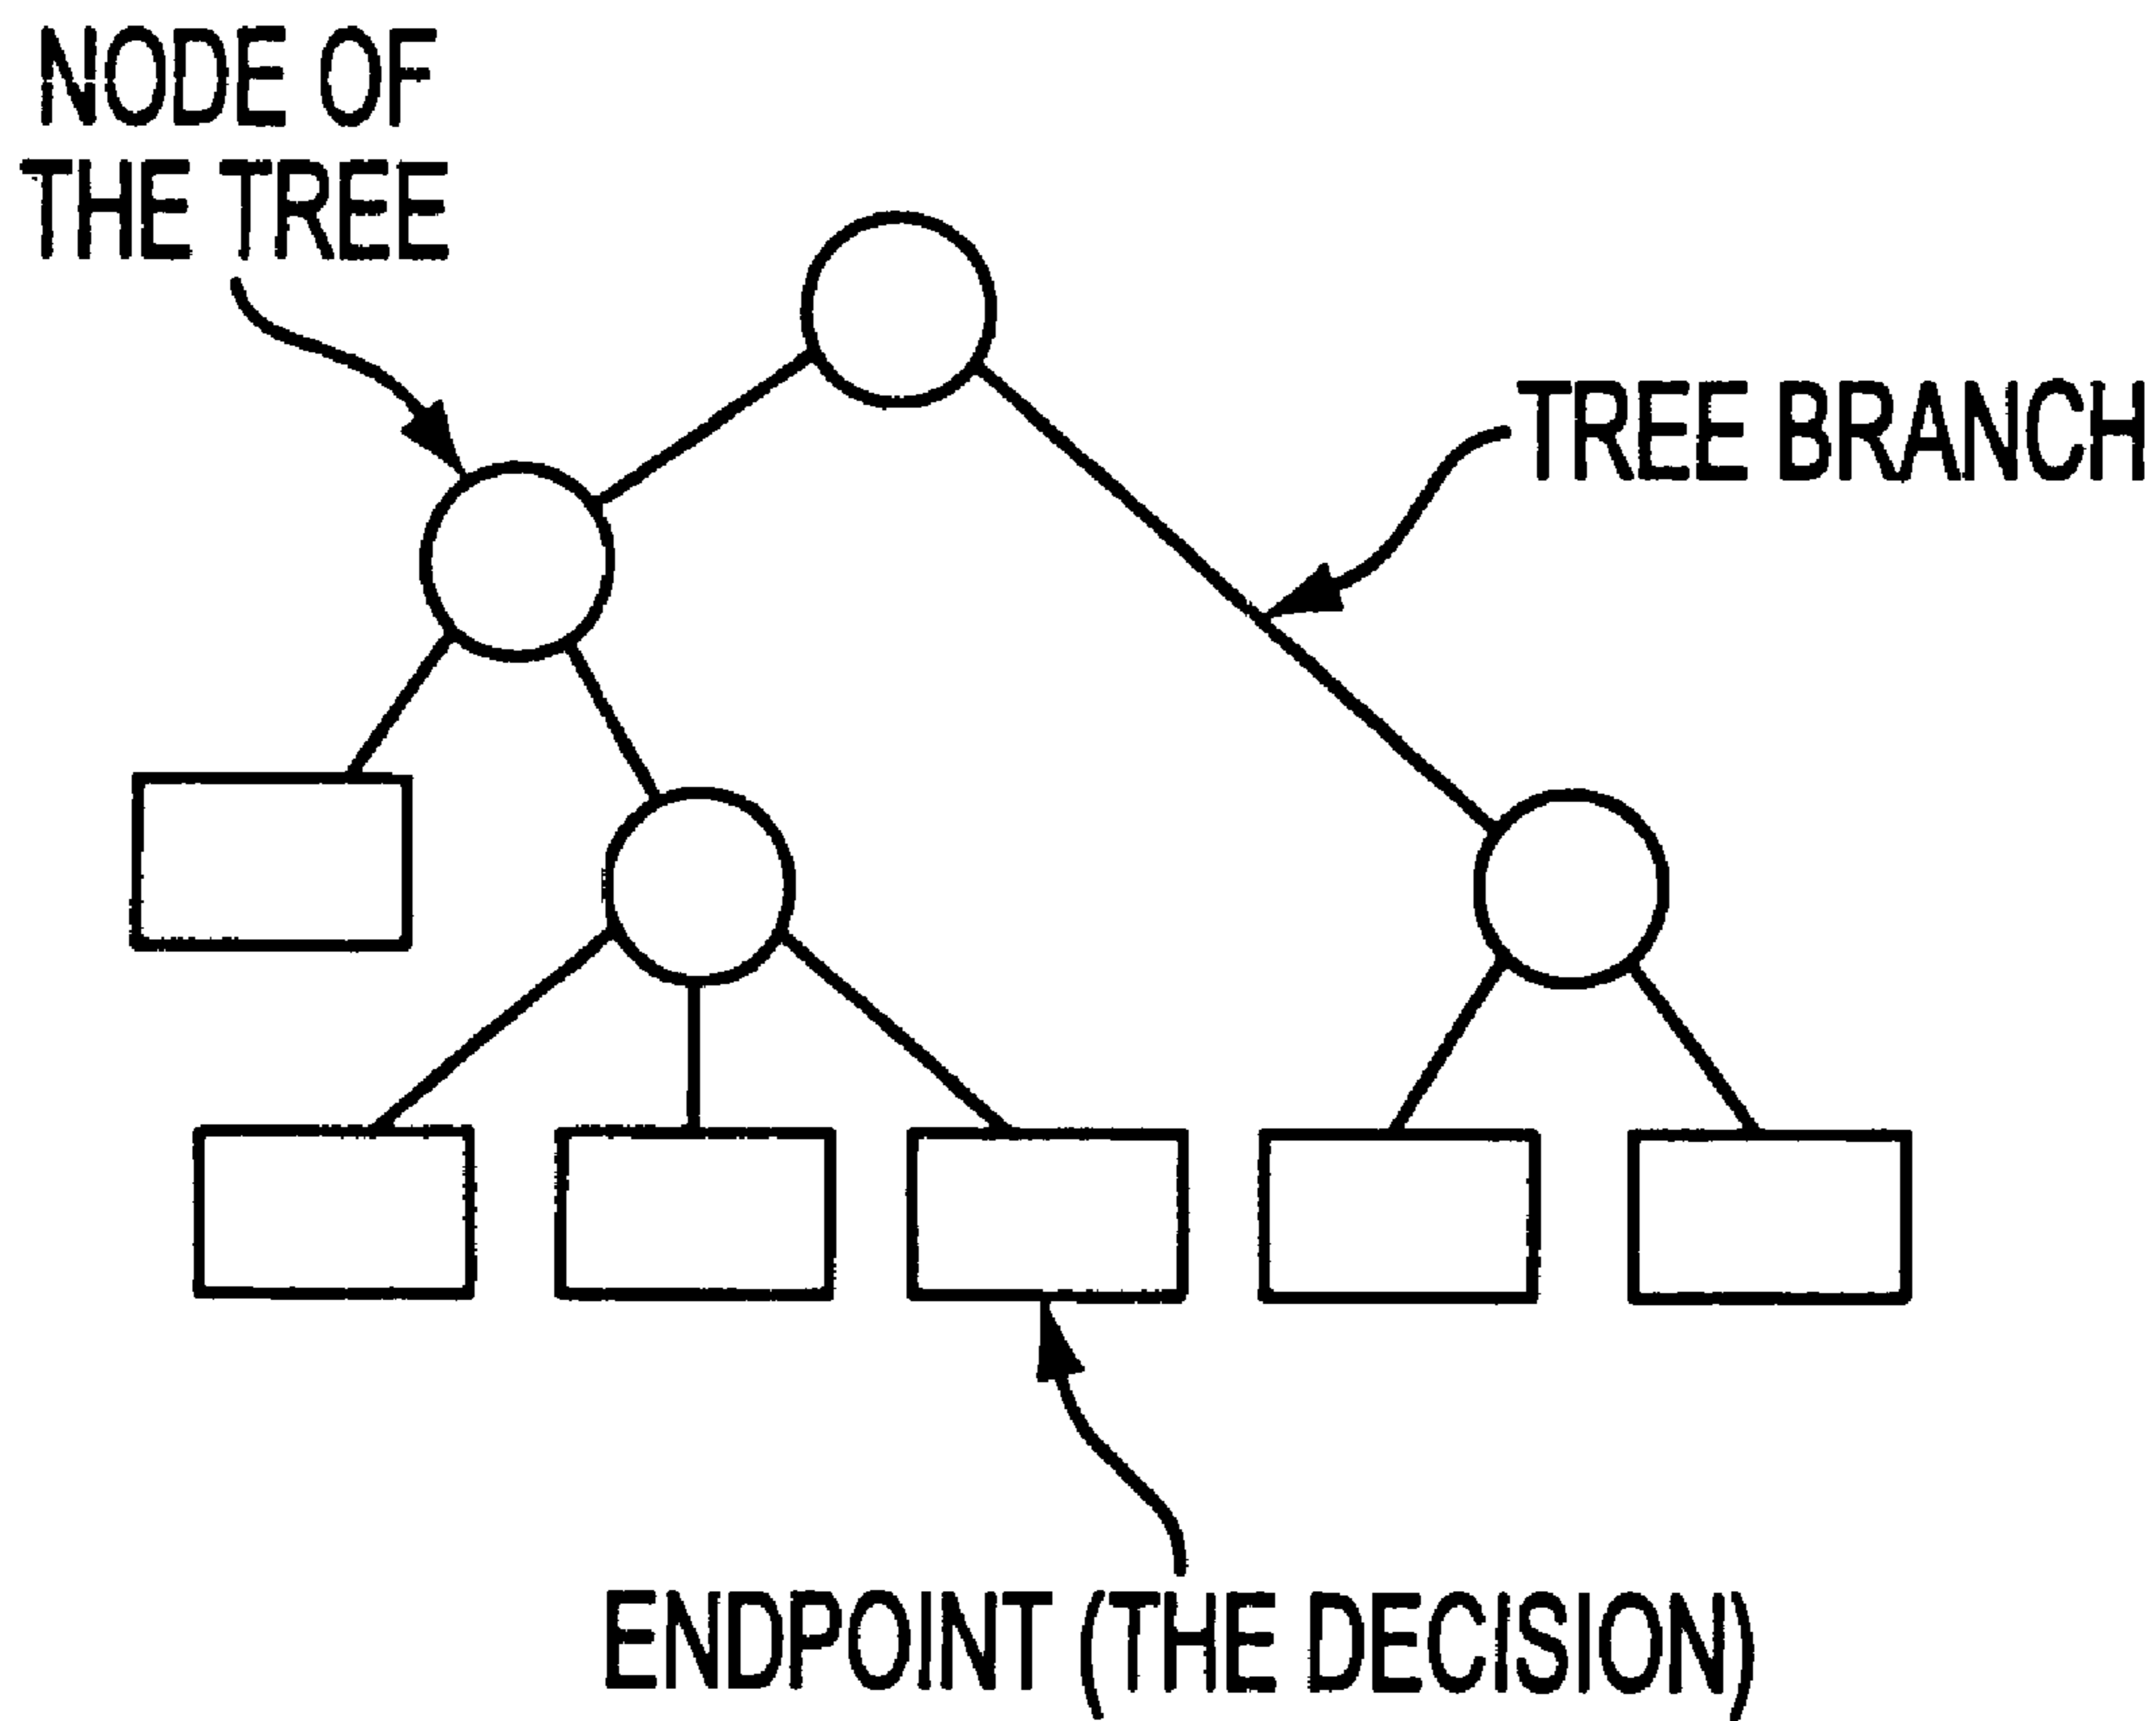 NODE OF
THE TREE
TREE BRANCH
ENDPOINT (THE DECISION)